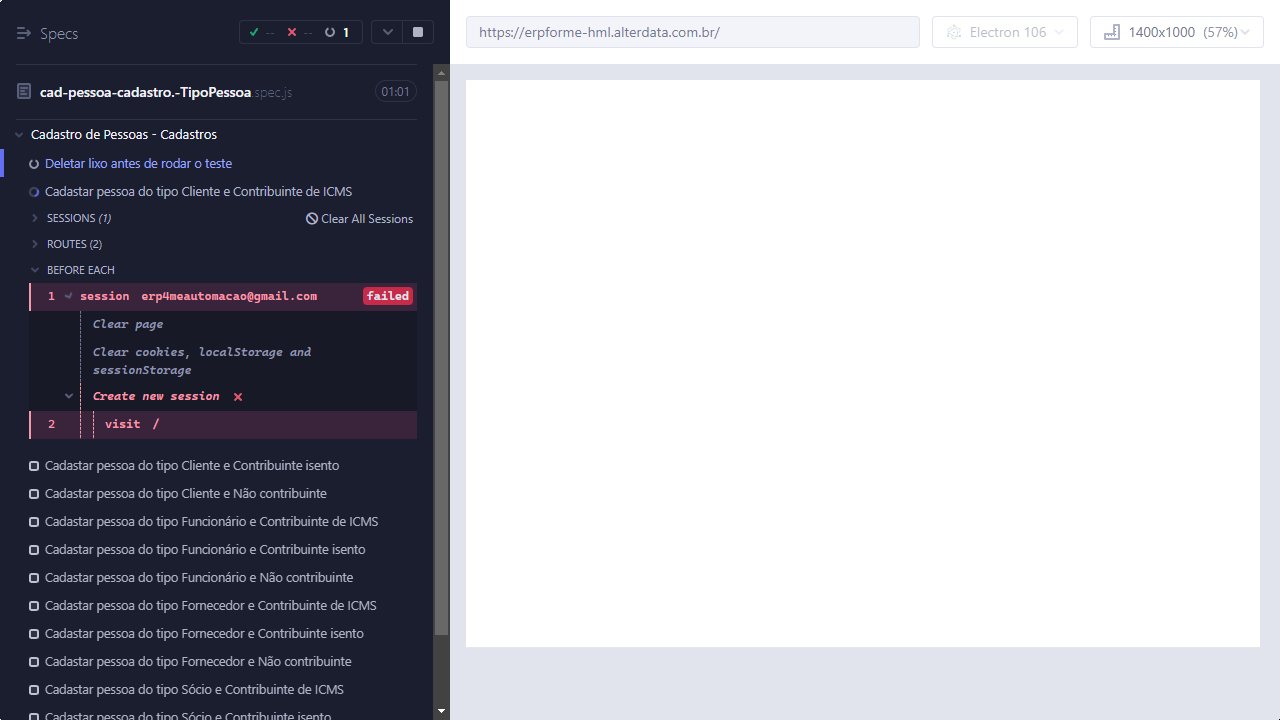 Specs
--
--
1
cad-pessoa-cadastro.-TipoPessoa.spec.js
01:01
Cadastro de Pessoas - Cadastros
Deletar lixo antes de rodar o teste
Cadastar pessoa do tipo Cliente e Contribuinte de ICMS
SESSIONS (1)
Clear All Sessions
ROUTES (2)
BEFORE EACH
1 session erp4meautomacao@gmail.com failed
Clear page
Clear cookies, localStorage and
sessionStorage
Create new session
2 visit /
Cadastar pessoa do tipo Cliente e Contribuinte isento
Cadastar pessoa do tipo Cliente e Não contribuinte
Cadastar pessoa do tipo Funcionário e Contribuinte de ICMS
Cadastar pessoa do tipo Funcionário e Contribuinte isento
Cadastar pessoa do tipo Funcionário e Não contribuinte
Cadastar pessoa do tipo Fornecedor e Contribuinte de ICMS
Cadastar pessoa do tipo Fornecedor e Contribuinte isento
Cadastar pessoa do tipo Fornecedor e Não contribuinte
Cadastar pessoa do tipo Sócio e Contribuinte de ICMS
Cadastar pessoa do tipo Sócio e Contribuinte isento
https://erpforme-hml.alterdata.com.br/
Electron 106
1400x1000 (57%)